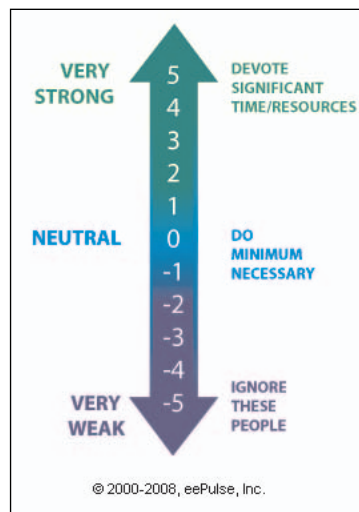 VERY
STRONG
5
DEVOTE
SIGNIFICANT
TIME/RESOURCES
4
3
2
1
NEUTRAL
0
DO
MINIMUM
NECESSARY
-1
-2
-3
-4
VERY
WEAK
-5
IGNORE
THESE
PEOPLE
© 2000-2008, eePulse, Inc.